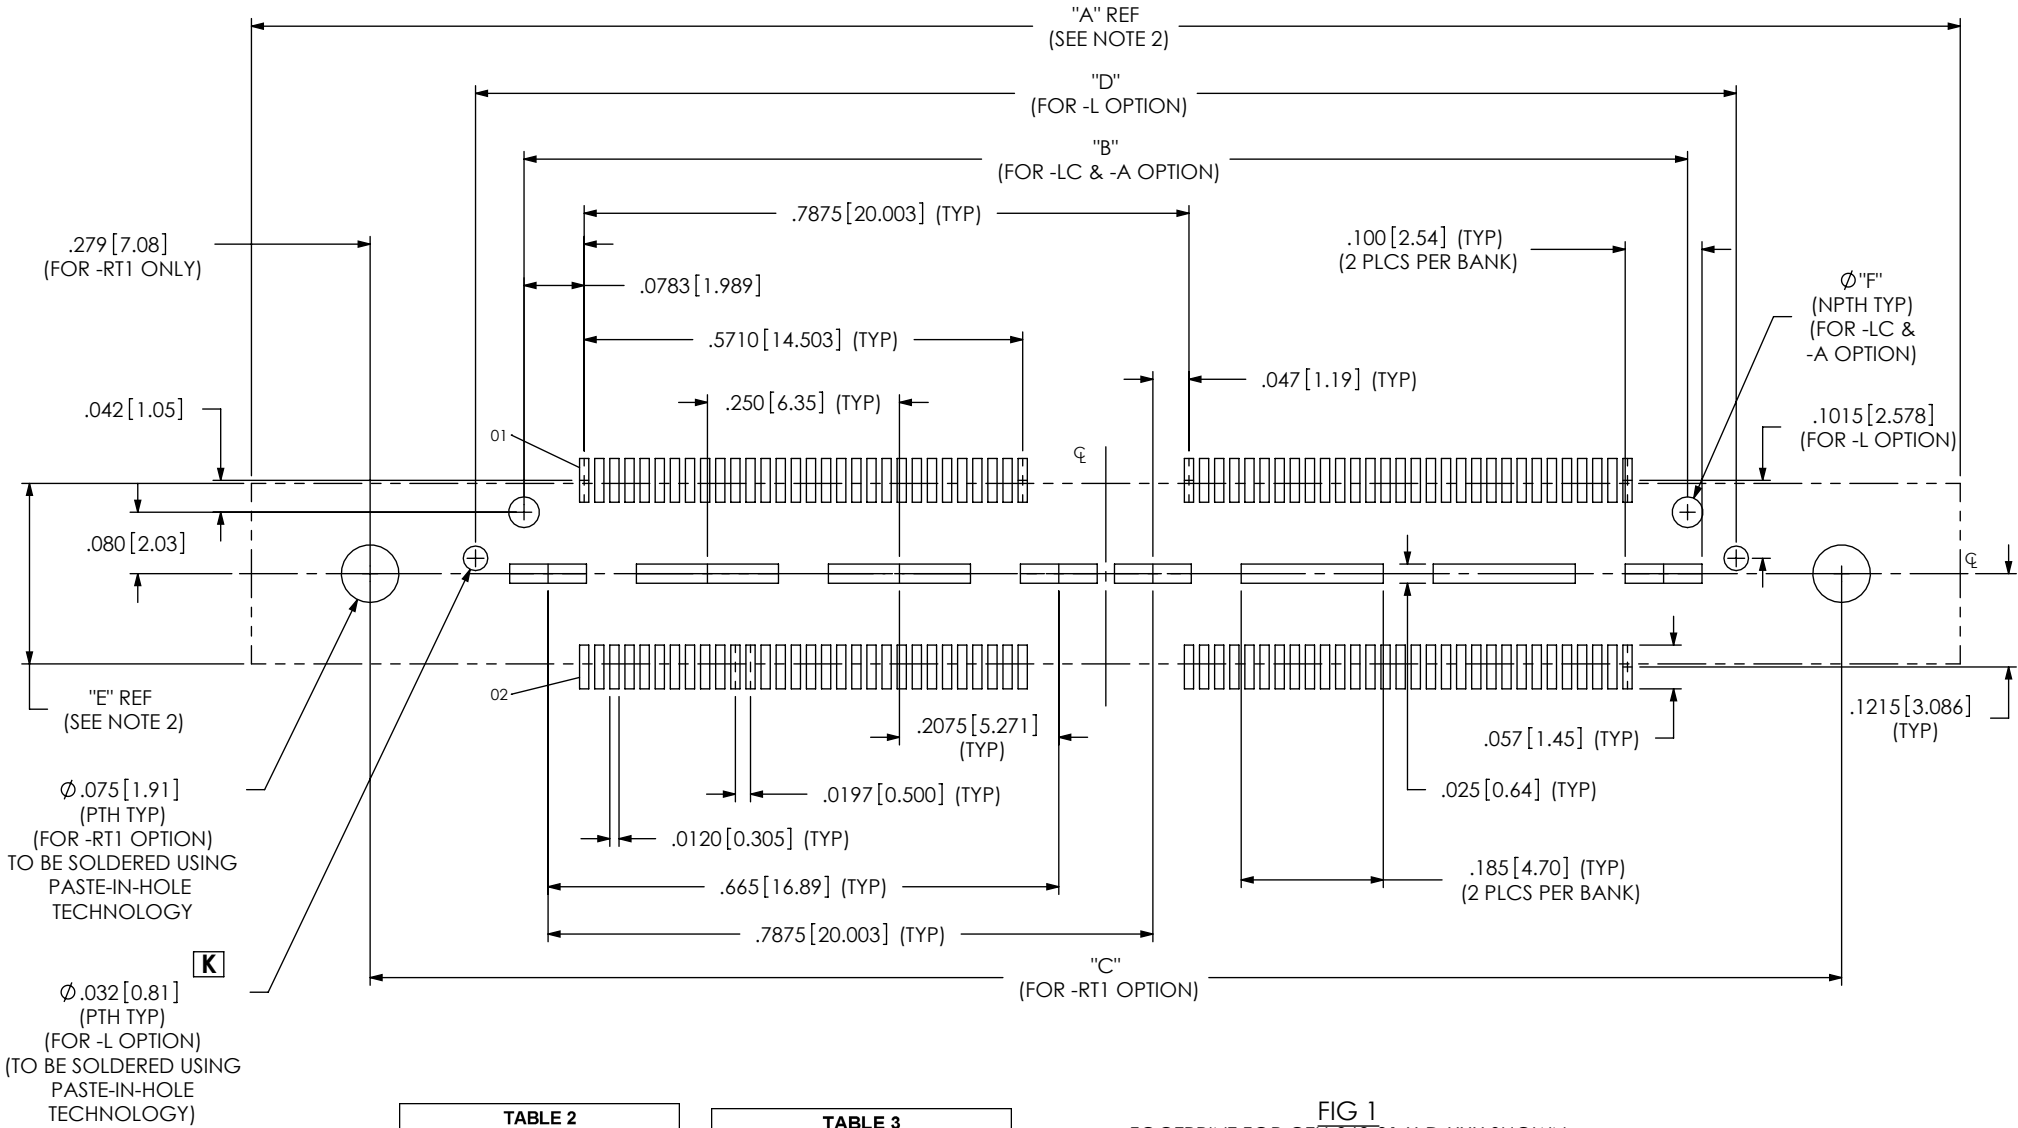 "A" REF
(SEE NOTE 2)
"D"
(FOR -L OPTION)
"B"
(FOR -LC & -A OPTION)
.7875[20.003] (TYP)
.279[7.08]
(FOR -RT1 ONLY)
.100[2.54] (TYP)
(2 PLCS PER BANK)
.0783[1.989]
Ø"F"
(NPTH TYP)
(FOR -LC &
-A OPTION)
.5710[14.503] (TYP)
.047[1.19] (TYP)
.042[1.05]
.250[6.35] (TYP)
.1015[2.578]
(FOR -L OPTION)
01
℄
.080[2.03]
℄
02
"E" REF
(SEE NOTE 2)
.2075[5.271]
(TYP)
.057[1.45] (TYP)
.1215[3.086]
(TYP)
Ø.075[1.91]
(PTH TYP)
(FOR -RT1 OPTION)
TO BE SOLDERED USING
PASTE-IN-HOLE
TECHNOLOGY
.0197[0.500] (TYP)
.025[0.64] (TYP)
.0120[0.305] (TYP)
.665[16.89] (TYP)
.185[4.70] (TYP)
(2 PLCS PER BANK)
.7875[20.003] (TYP)
K
"C"
(FOR -RT1 OPTION)
Ø.032[0.81]
(PTH TYP)
(FOR -L OPTION)
(TO BE SOLDERED USING
PASTE-IN-HOLE
TECHNOLOGY)
TABLE 2
TABLE 3
FIG 1